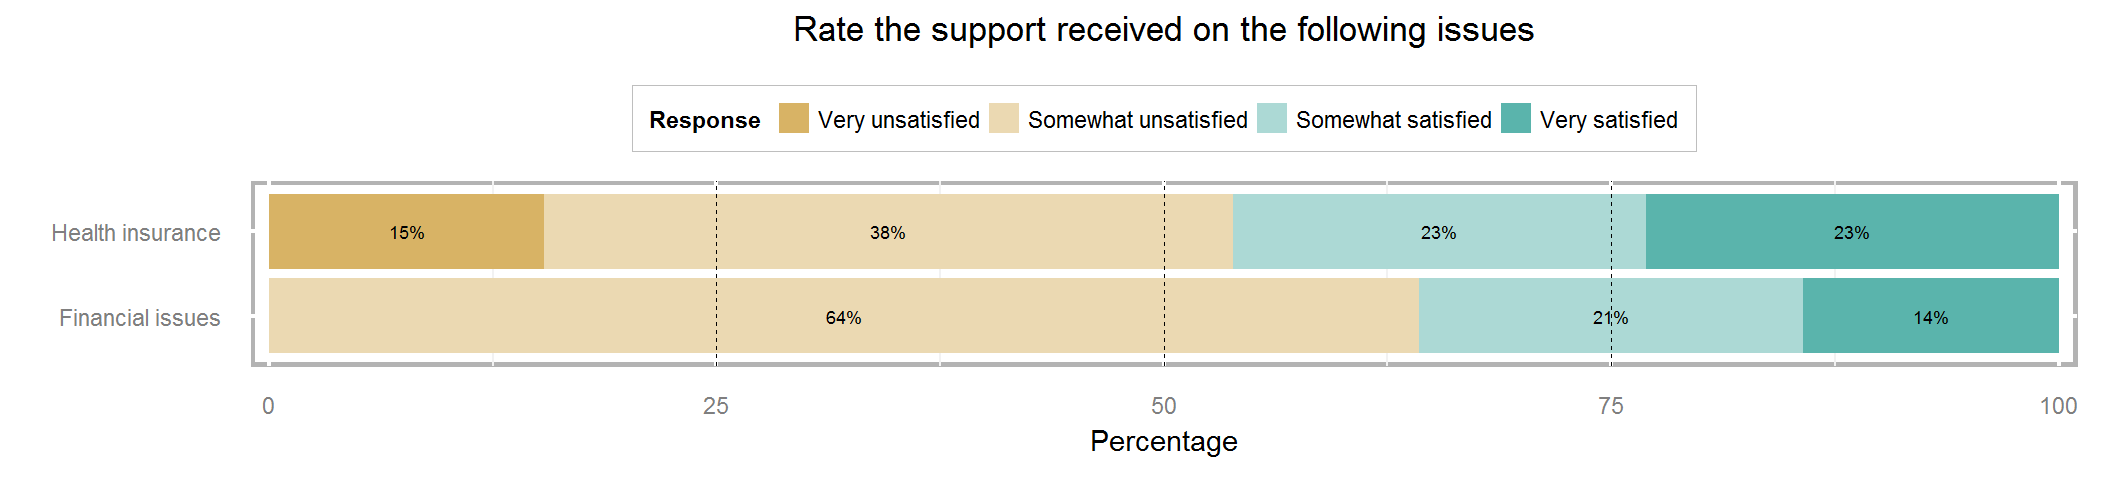 Rate the support received on the following issues
Response Very unsatisfied Somewhat unsatisfied Somewhat satisfied Very satisfied
Health insurance 15% 38% 23% 23%
Financial issues 64% 21% 14%
0 25 50 75 100
Percentage